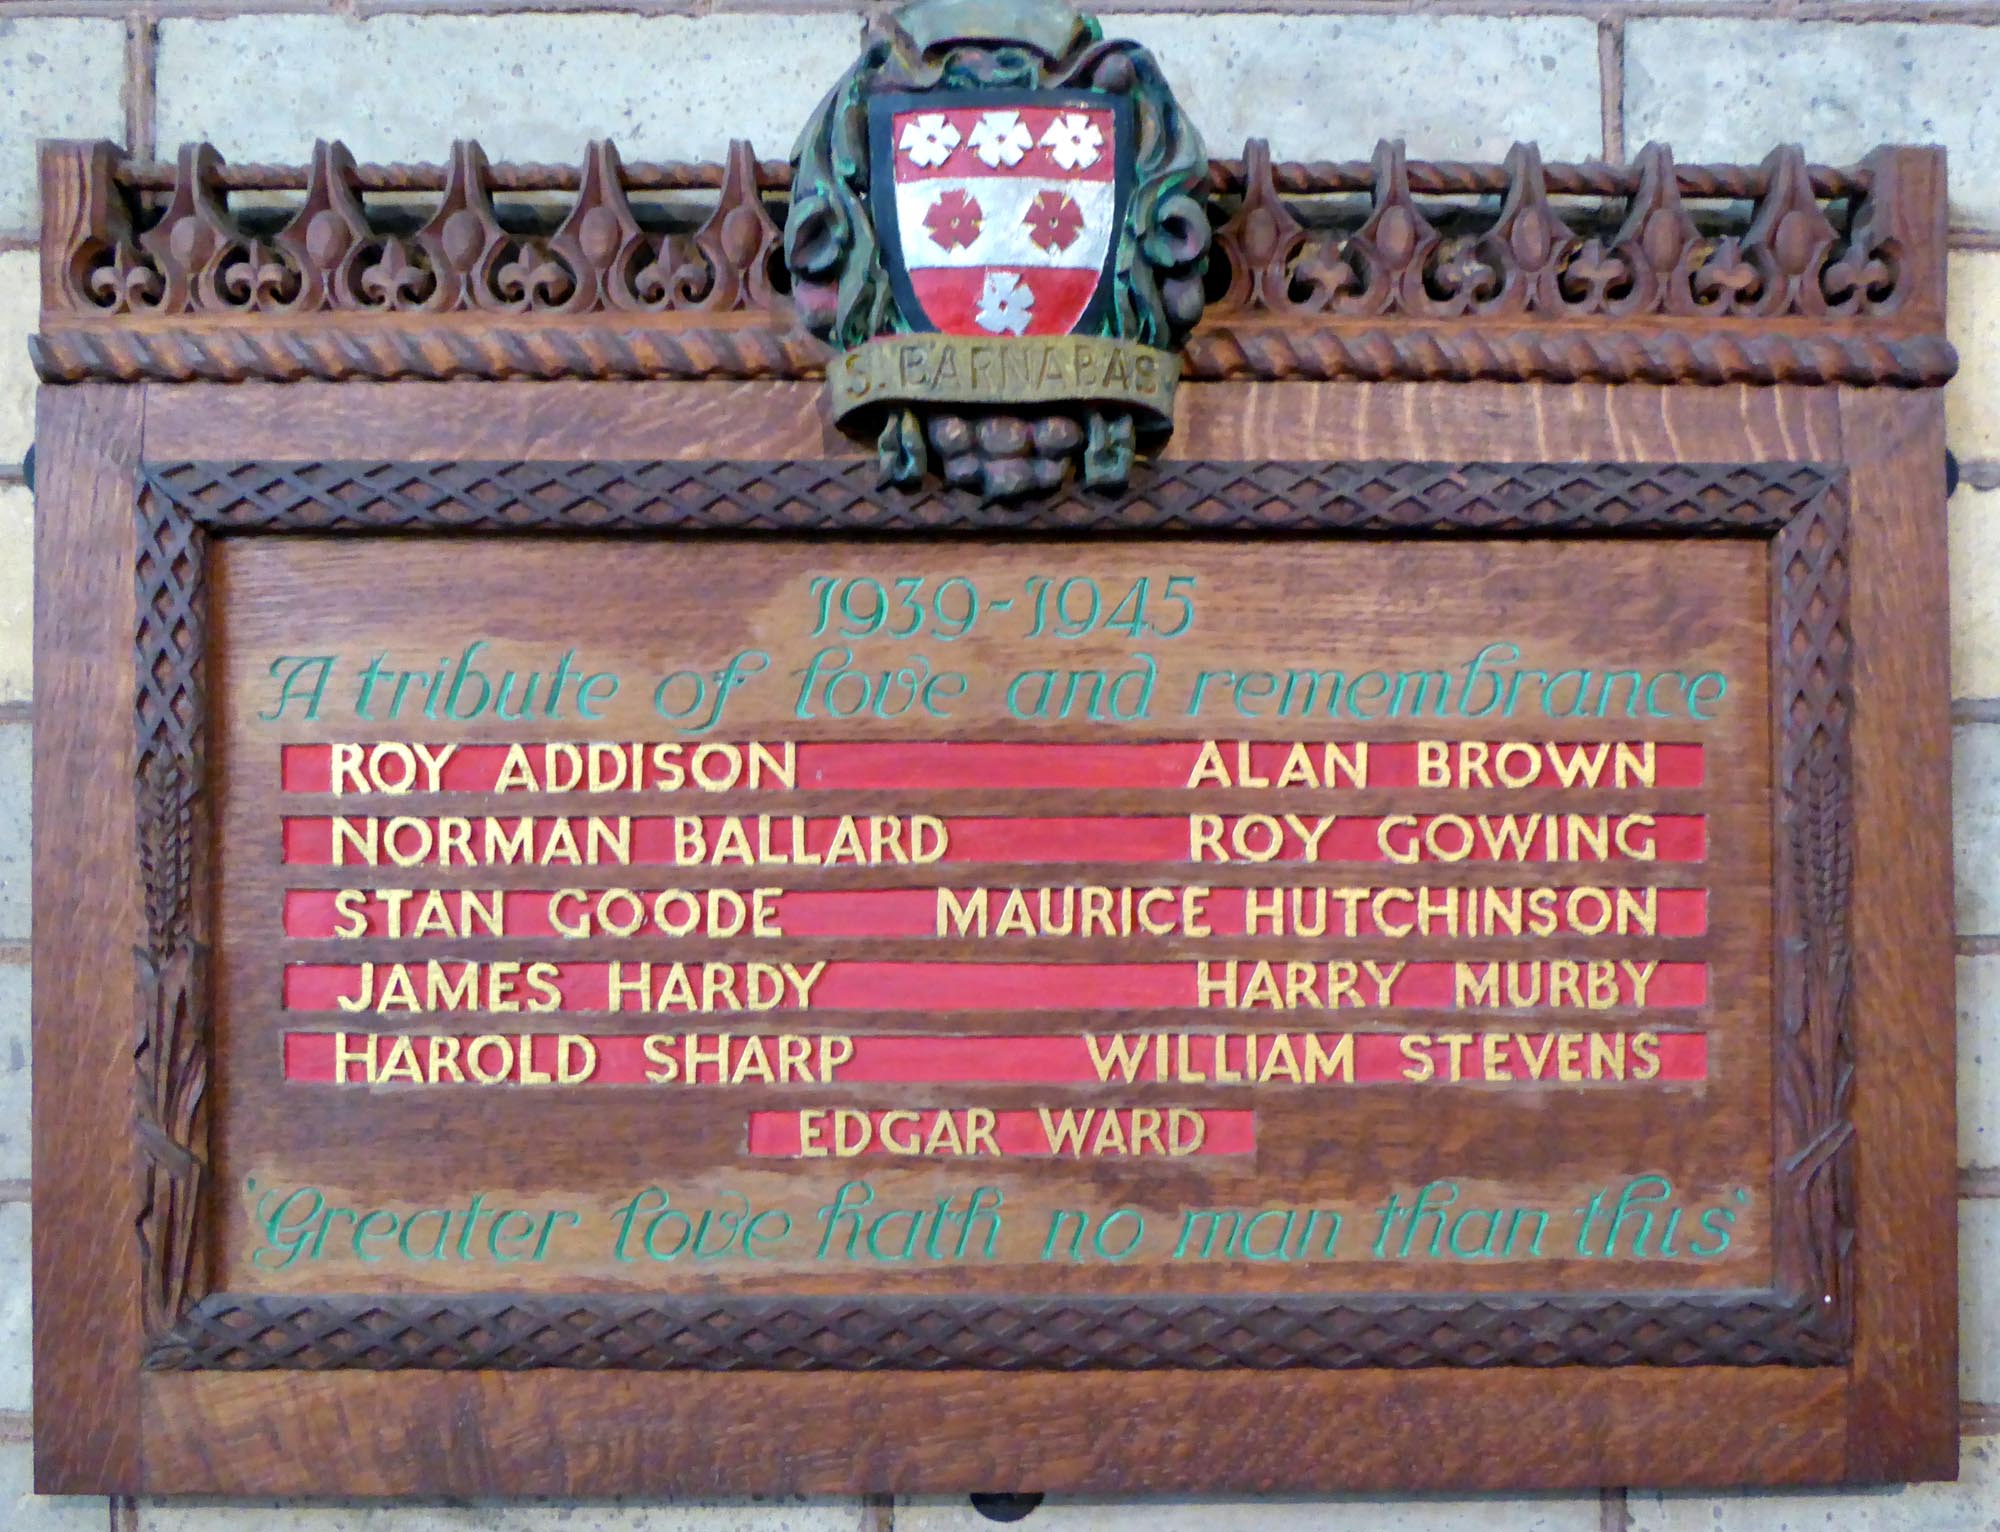 S. BARNABAS
1939-1945
A tribute of love and remembrance
ROY ADDISON ALAN BROWN
NORMAN BALLARD ROY GOWING
STAN GOODE MAURICE HUTCHINSON
JAMES HARDY HARRY MURBY
HAROLD SHARP WILLIAM STEVENS
EDGAR WARD
'Greater love hath no man than this'